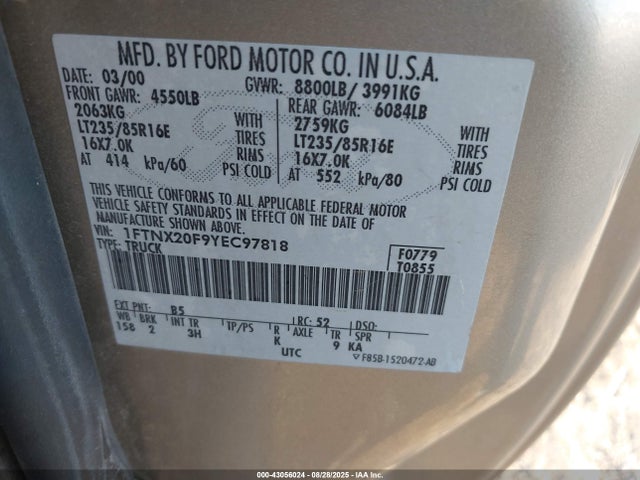 MFD. BY FORD MOTOR CO. IN U.S.A.
DATE: 03/00 GVWR: 8800LB/ 3991KG
FRONT GAWR: 4550LB REAR GAWR: 6084LB
2063KG WITH 2759KG WITH
LT235/85R16E TIRES LT235/85R16E TIRES
16X7.0K RIMS 16X7.0K RIMS
AT 414 kPa/60 PSI COLD AT 552 kPa/80 PSI COLD
THIS VEHICLE CONFORMS TO ALL APPLICABLE FEDERAL MOTOR
VEHICLE SAFETY STANDARDS IN EFFECT ON THE DATE OF
MANUFACTURE SHOWN ABOVE.
VIN: 1FTNX20F9YEC97818
TYPE: TRUCK
F0779
T0855
EXT PNT: B5 RC: 52 DSO:
WB BRK INT TR TP/PS R AXLE TR SPR
158 2 3H K 9 KA
UTC
F85B-1520472-AB
000-43056024 - 08/28/2025 - IAA Inc.